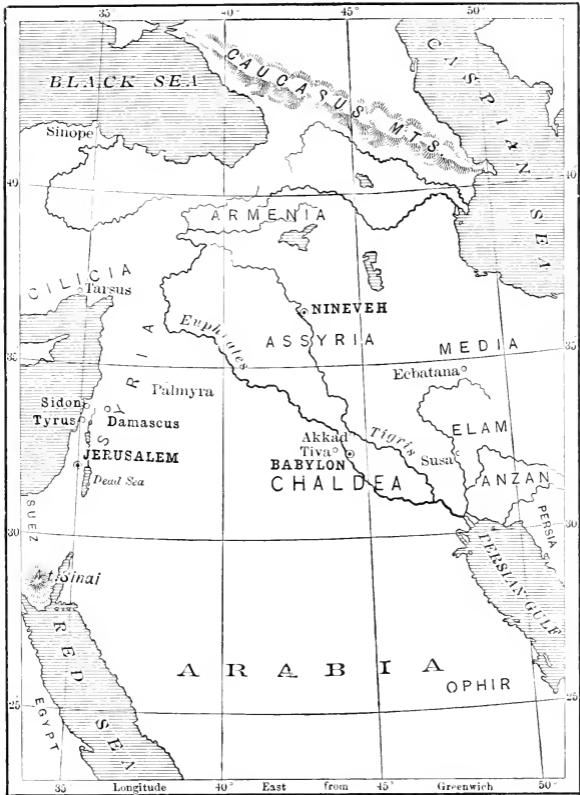 35°
40°
45°
50°
BLACK SEA
CAUCASUS MTS.
CASPIAN SEA
Sinope
40
40
ARMENIA
CILICIA
Tarsus
NINEVEH
Euphrates
ASSYRIA
MEDIA
35
35
SYRIA
Palmyra
Ecbatana
Sidon
Tyrus
Damascus
Akkad
Tigris
ELAM
Tiva
Susa
JERUSALEM
BABYLON
Dead Sea
CHALDEA
ANZAN
SUEZ
PERSIA
30
30
PERSIAN GULF
t.Sinai
RED SEA
ARABIA
OPHIR
EGYPT
25
25
35 Longitude 40° East from 45° Greenwich 50°